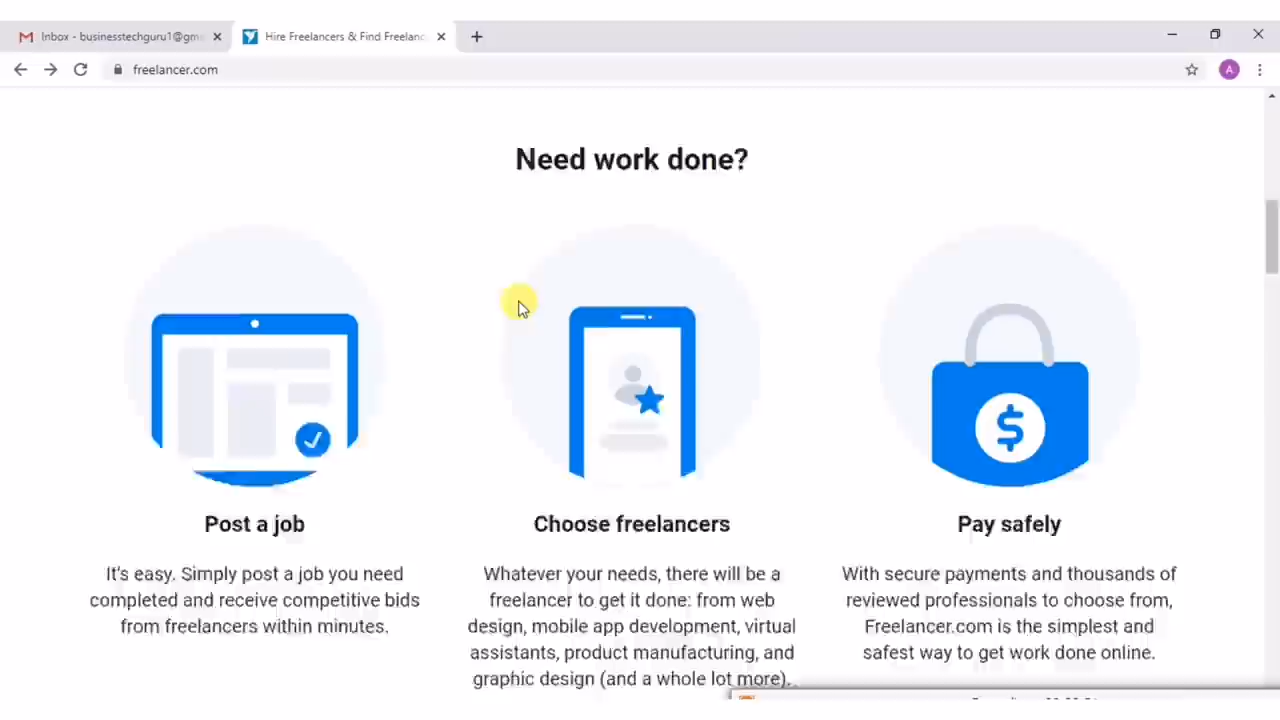 Inbox - businesstechguru1@gm
Hire Freelancers & Find Freelanc
freelancer.com
A
Need work done?
$
Post a job
It's easy. Simply post a job you need
completed and receive competitive bids
from freelancers within minutes.
Choose freelancers
Whatever your needs, there will be a
freelancer to get it done: from web
design, mobile app development, virtual
assistants, product manufacturing, and
graphic design (and a whole lot more).
Pay safely
With secure payments and thousands of
reviewed professionals to choose from,
Freelancer.com is the simplest and
safest way to get work done online.